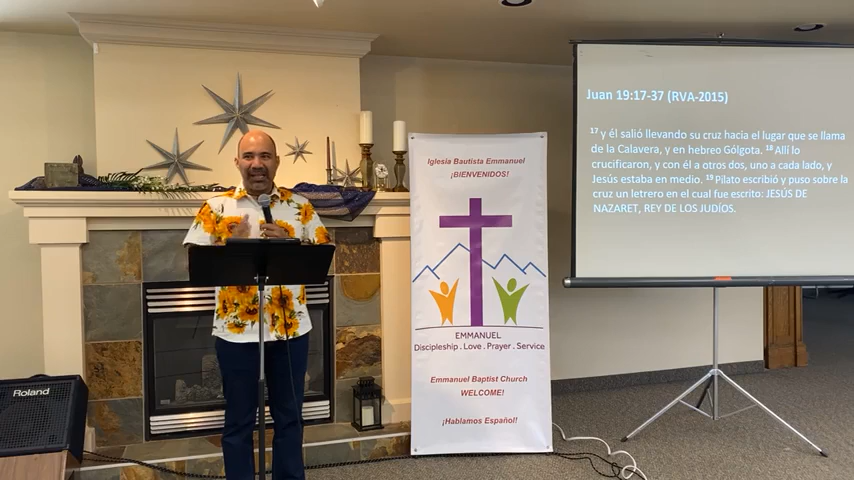 Juan 19:17-37 (RVA-2015)
17 y él salió llevando su cruz hacia el lugar que se llama
de la Calavera, y en hebreo Gólgota. 18 Allí lo
crucificaron, y con él a otros dos, uno a cada lado, y
Jesús estaba en medio. 19 Pilato escribió y puso sobre la
cruz un letrero en el cual fue escrito: JESÚS DE
NAZARET, REY DE LOS JUDÍOS.
Iglesia Bautista Emmanuel
¡BIENVENIDOS!
EMMANUEL
Discipleship . Love . Prayer . Service
Emmanuel Baptist Church
WELCOME!
¡Hablamos Español!
Roland